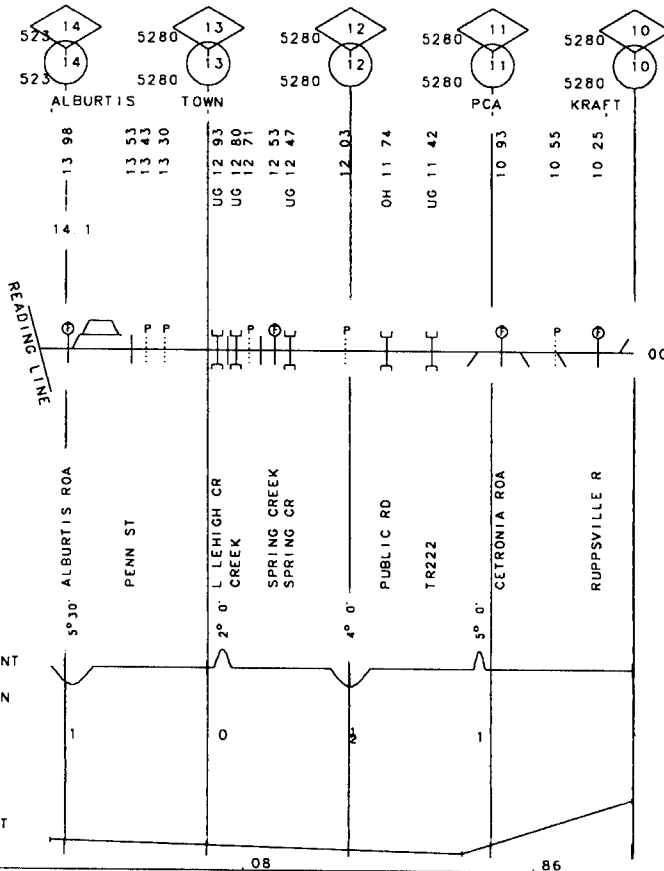 14 13 12 11 10
523 5280 5280 5280 5280
14 13 12 11 10
523 5280 5280 5280 5280
ALBURTIS TOWN PCA KRAFT
13 98
13 53
13 43
13 30
UG 12 93
UG 12 80
12 71
12 53
UG 12 47
12 03
OH 11 74
UG 11 42
10 93
10 55
10 25
14.1
READING LINE
F P P P F P F P F
00
ALBURTIS ROA
PENN ST
L LEHIGH CR
CREEK
SPRING CREEK
SPRING CR
PUBLIC RD
TR222
CETRONIA ROA
RUPPSVILLE R
5° 30'
2° 0'
4° 0'
5° 0'
NT
N
1 0 1
T
.08 .86